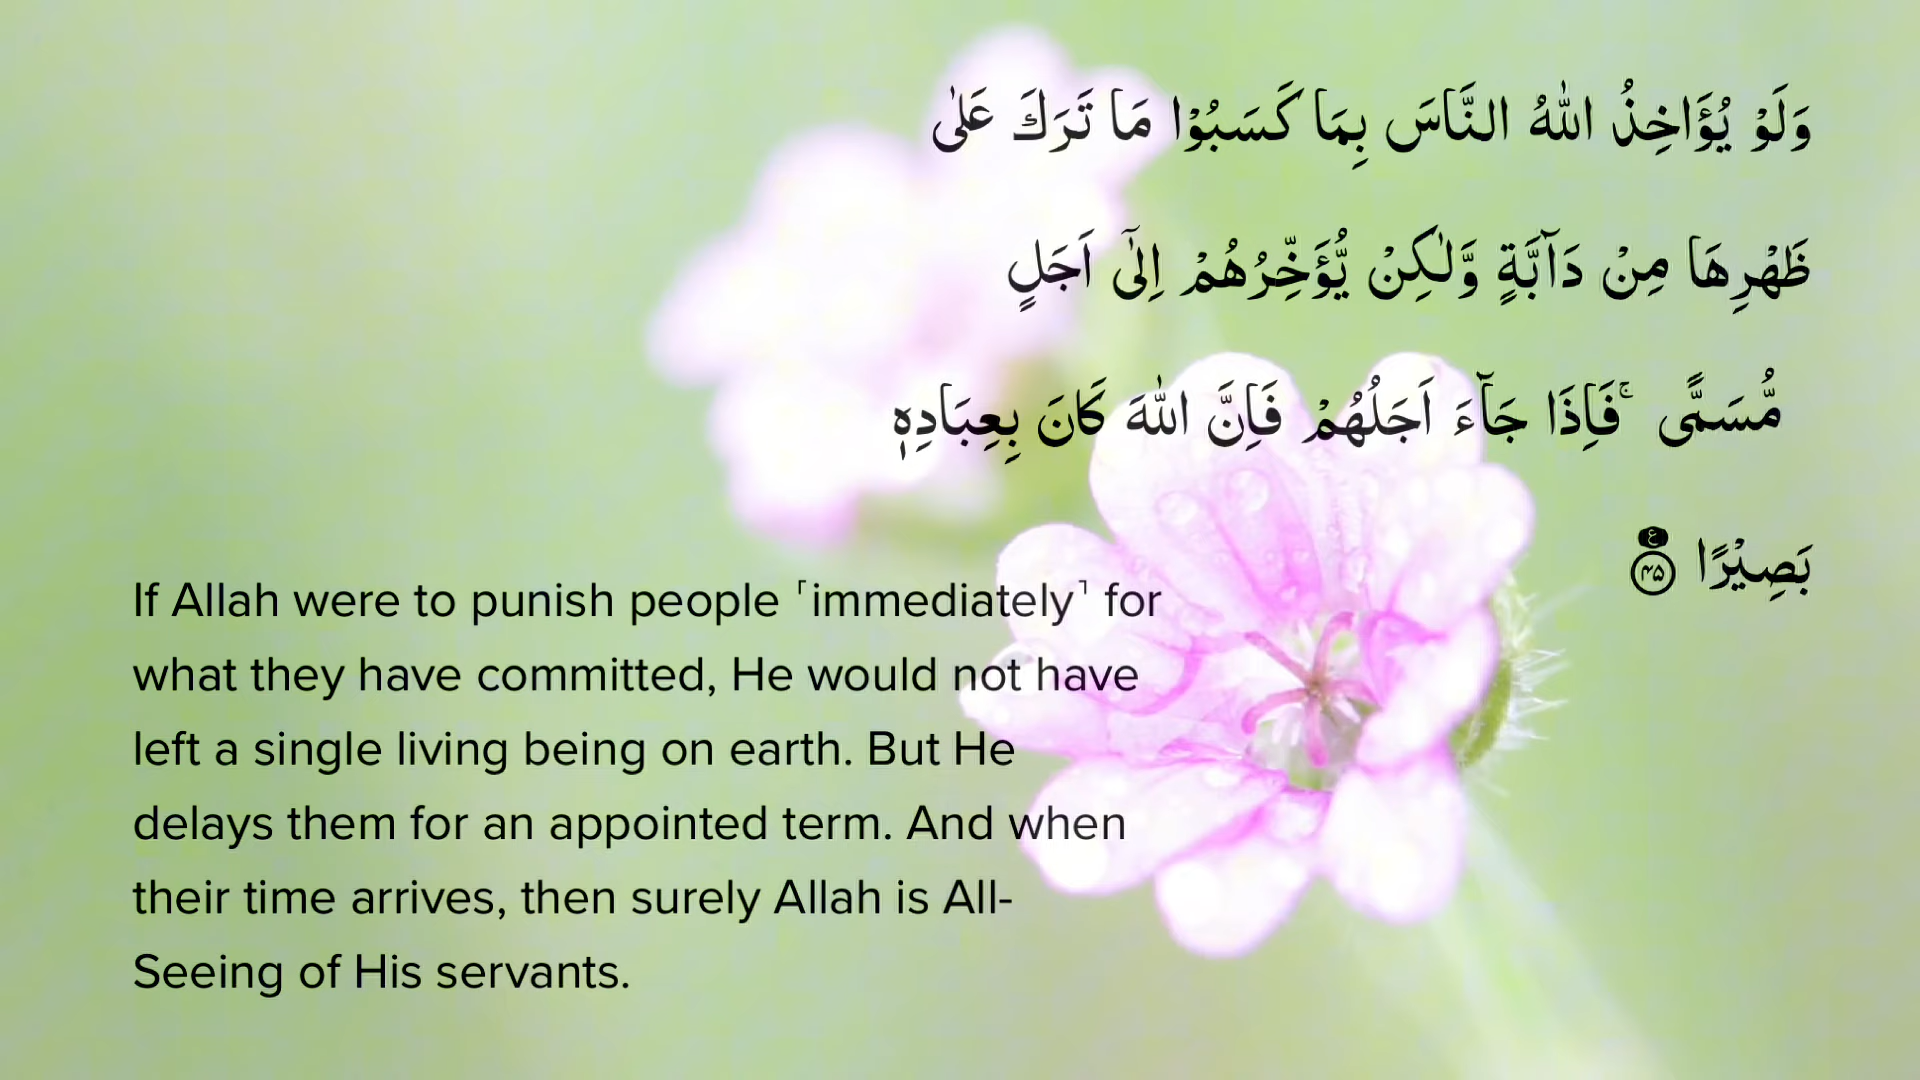 وَلَوْ يُؤَاخِذُ اللّٰهُ النَّاسَ بِمَا كَسَبُوْا مَا تَرَكَ عَلٰى
ظَهْرِهَا مِنْ دَآبَّةٍ وَّلٰكِنْ يُّؤَخِّرُهُمْ اِلٰٓى اَجَلٍ
مُّسَمًّى ۚ فَاِذَا جَآءَ اَجَلُهُمْ فَاِنَّ اللّٰهَ كَانَ بِعِبَادِهٖ
بَصِيْرًا ع ۴۵
If Allah were to punish people ˹immediately˺ for
what they have committed, He would not have
left a single living being on earth. But He
delays them for an appointed term. And when
their time arrives, then surely Allah is All-
Seeing of His servants.